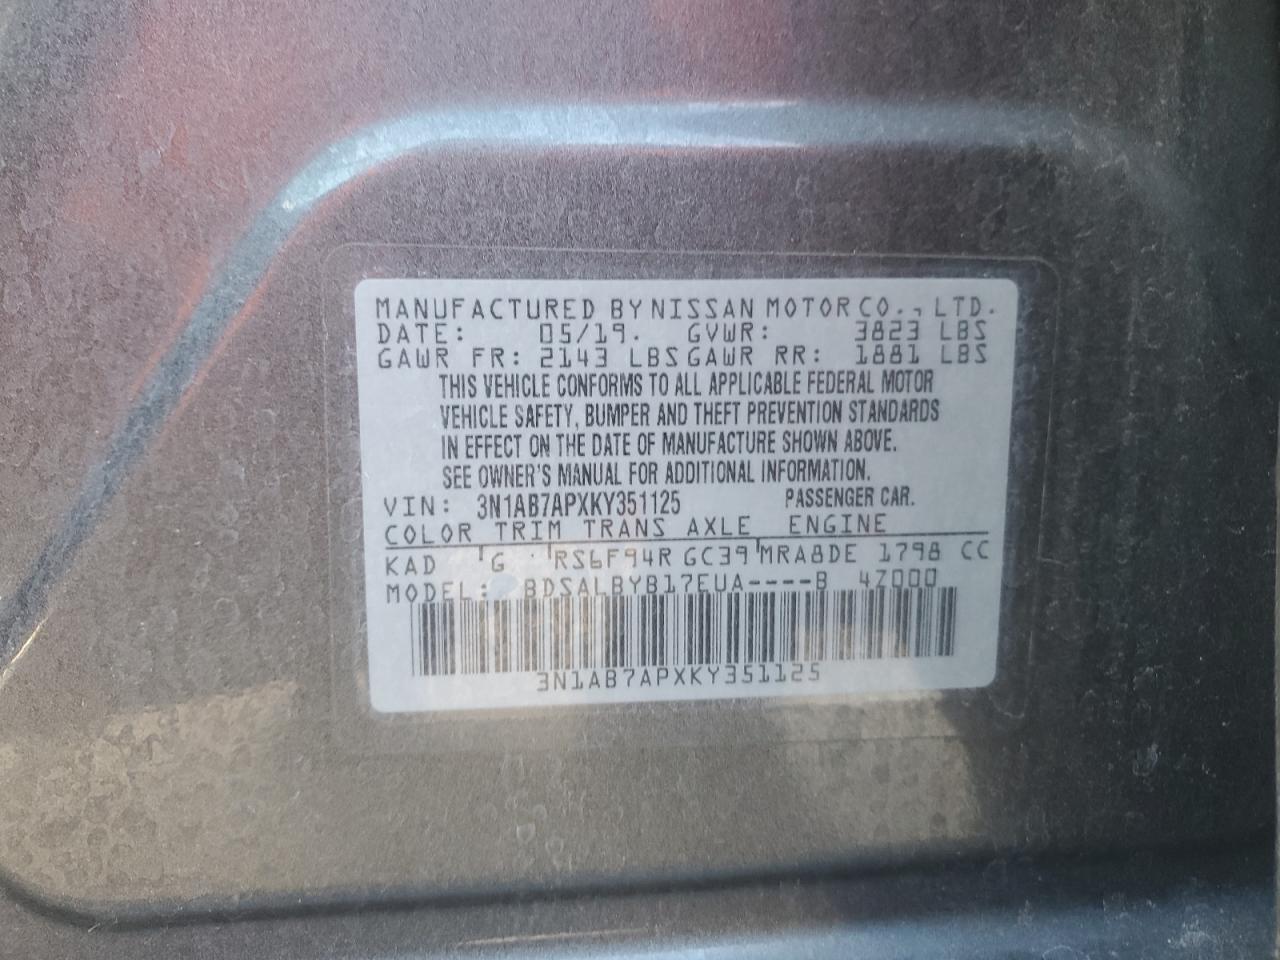 MANUFACTURED BY NISSAN MOTOR CO., LTD.
DATE: 05/19. GVWR: 3823 LBS
GAWR FR: 2143 LBS GAWR RR: 1881 LBS
THIS VEHICLE CONFORMS TO ALL APPLICABLE FEDERAL MOTOR
VEHICLE SAFETY, BUMPER AND THEFT PREVENTION STANDARDS
IN EFFECT ON THE DATE OF MANUFACTURE SHOWN ABOVE.
SEE OWNER'S MANUAL FOR ADDITIONAL INFORMATION.
VIN: 3N1AB7APXKY351125 PASSENGER CAR.
COLOR TRIM TRANS AXLE ENGINE
KAD G RS6F94R GC39 MRA8DE 1798 CC
MODEL: BDSALBYB17EUA----B 4Z000
3N1AB7APXKY351125